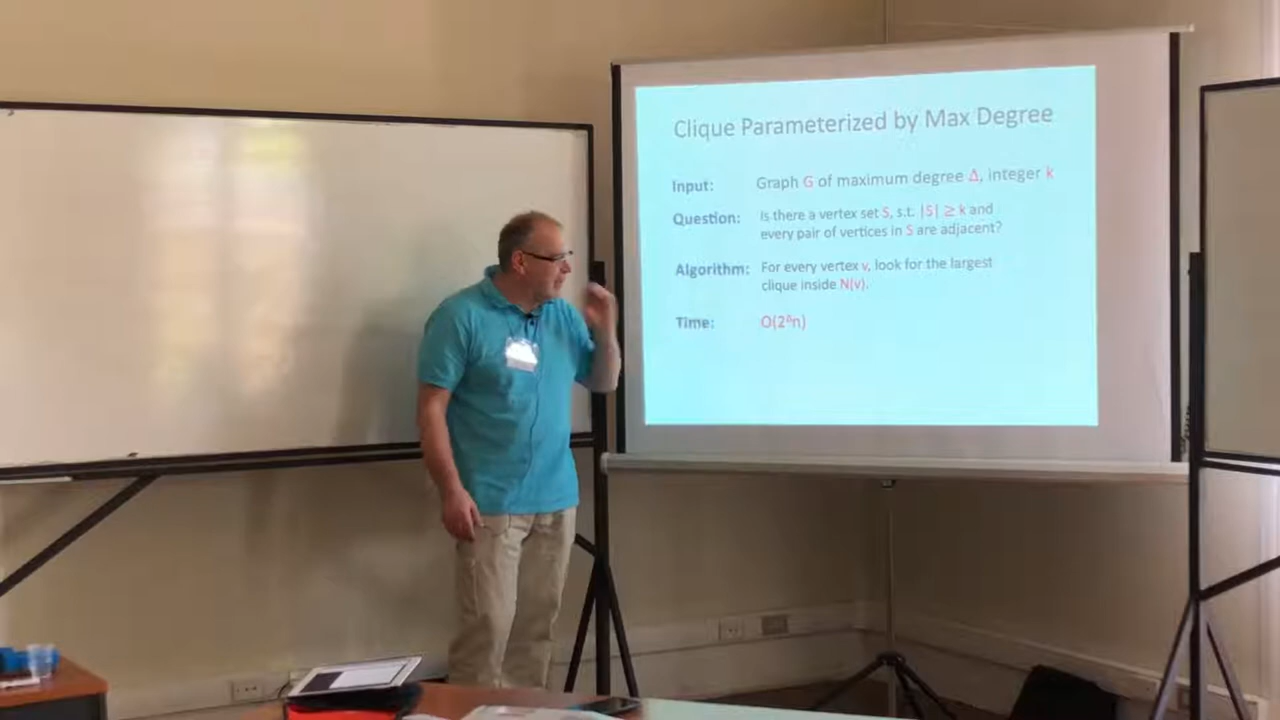 Clique Parameterized by Max Degree
Input: Graph G of maximum degree Δ, integer k
Question: Is there a vertex set S, s.t. |S| ≥ k and
every pair of vertices in S are adjacent?
Algorithm: For every vertex v, look for the largest
clique inside N(v).
Time: O(2^Δn)